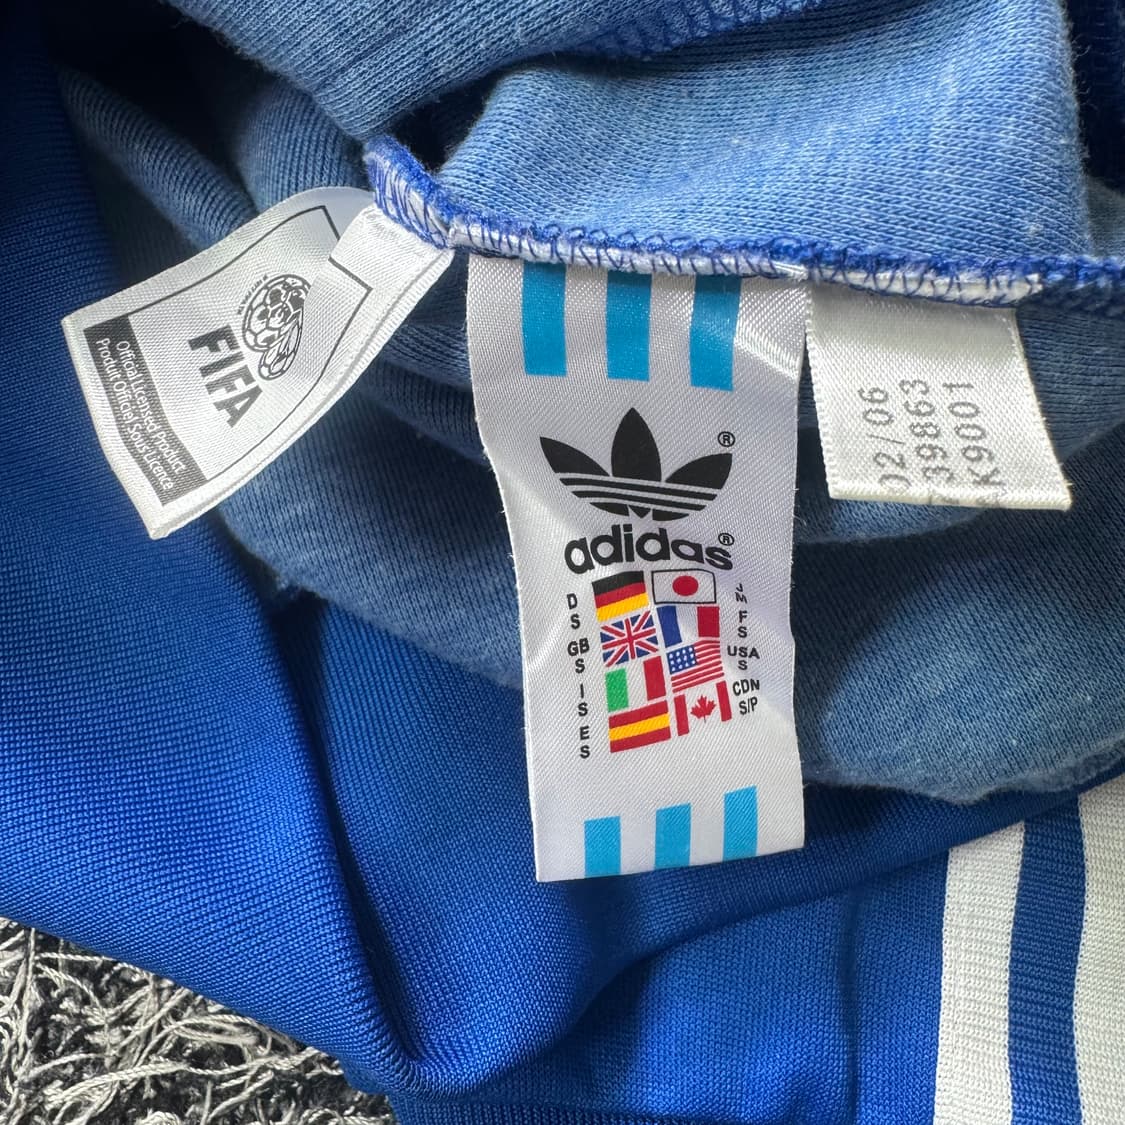 FIFA
Official Licensed Product
Produit Officiel Sous Licence
adidas®
D
S
GB
S
I
S
E
S
J
M
F
S
USA
S
CDN
S/P
02/06
39863
K9001